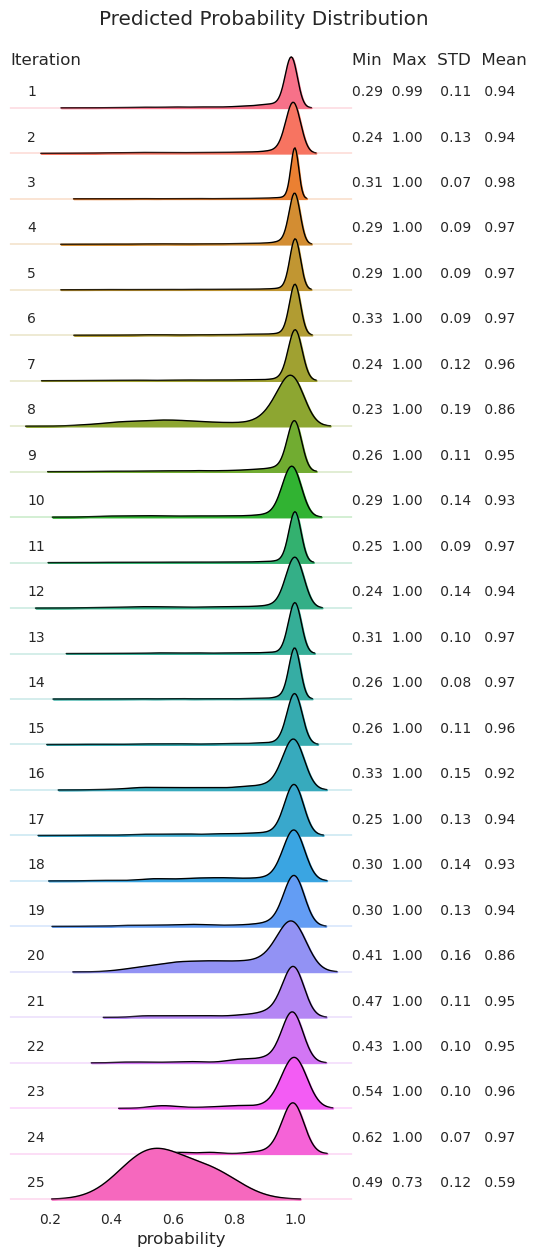 Predicted Probability Distribution
Iteration Min Max STD Mean
1 0.29 0.99 0.11 0.94
2 0.24 1.00 0.13 0.94
3 0.31 1.00 0.07 0.98
4 0.29 1.00 0.09 0.97
5 0.29 1.00 0.09 0.97
6 0.33 1.00 0.09 0.97
7 0.24 1.00 0.12 0.96
8 0.23 1.00 0.19 0.86
9 0.26 1.00 0.11 0.95
10 0.29 1.00 0.14 0.93
11 0.25 1.00 0.09 0.97
12 0.24 1.00 0.14 0.94
13 0.31 1.00 0.10 0.97
14 0.26 1.00 0.08 0.97
15 0.26 1.00 0.11 0.96
16 0.33 1.00 0.15 0.92
17 0.25 1.00 0.13 0.94
18 0.30 1.00 0.14 0.93
19 0.30 1.00 0.13 0.94
20 0.41 1.00 0.16 0.86
21 0.47 1.00 0.11 0.95
22 0.43 1.00 0.10 0.95
23 0.54 1.00 0.10 0.96
24 0.62 1.00 0.07 0.97
25 0.49 0.73 0.12 0.59
0.2 0.4 0.6 0.8 1.0
probability